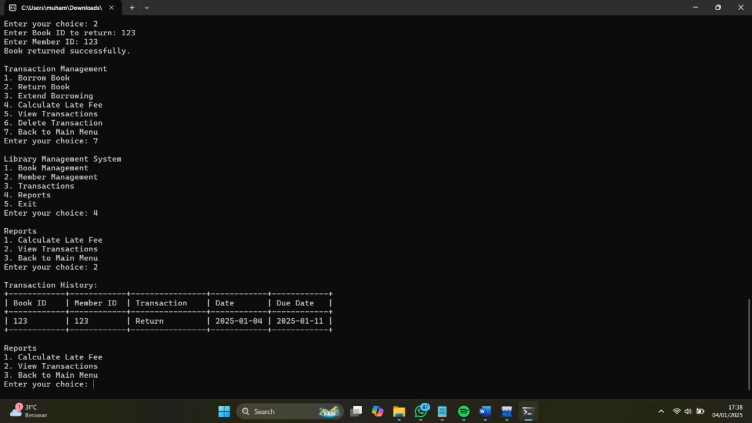 C:\Users\muham\Downloads\
Enter your choice: 2
Enter Book ID to return: 123
Enter Member ID: 123
Book returned successfully.
Transaction Management
1. Borrow Book
2. Return Book
3. Extend Borrowing
4. Calculate Late Fee
5. View Transactions
6. Delete Transaction
7. Back to Main Menu
Enter your choice: 7
Library Management System
1. Book Management
2. Member Management
3. Transactions
4. Reports
5. Exit
Enter your choice: 4
Reports
1. Calculate Late Fee
2. View Transactions
3. Back to Main Menu
Enter your choice: 2
Transaction History:
| Book ID | Member ID | Transaction | Date | Due Date |
| 123 | 123 | Return | 2025-01-04 | 2025-01-11 |
Reports
1. Calculate Late Fee
2. View Transactions
3. Back to Main Menu
Enter your choice:
31°C
Berawan
Search
17:38
04/01/2025